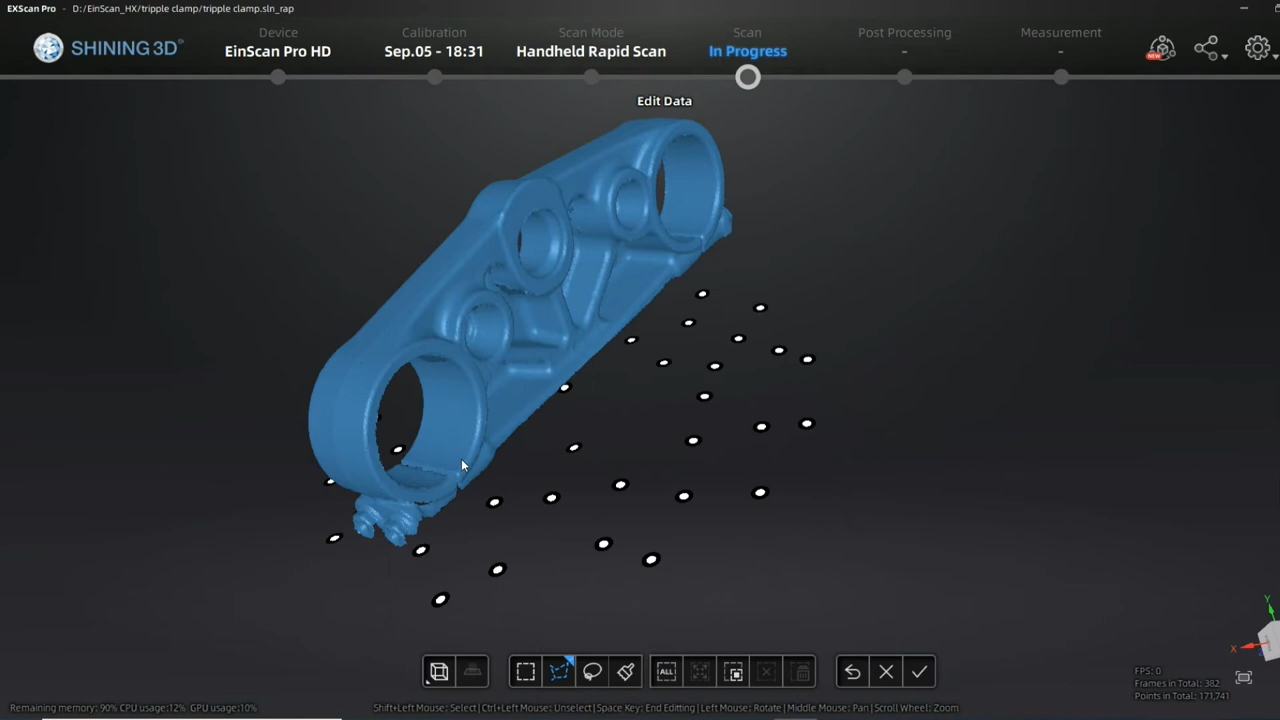 EXScan Pro - D:/EinScan_HX/tripple clamp/tripple clamp.sln_rap
SHINING 3D®
Device
EinScan Pro HD
Calibration
Sep.05 - 18:31
Scan Mode
Handheld Rapid Scan
Scan
In Progress
Post Processing
-
Measurement
-
NEW
Edit Data
Y
X
ALL
FPS: 0
Frames in Total: 382
Points in Total: 171,741
Remaining memory: 90% CPU usage:12% GPU usage:10%
Shift+Left Mouse: Select|Ctrl+Left Mouse: Unselect|Space Key: End Editing|Left Mouse: Rotate|Middle Mouse: Pan|Scroll Wheel: Zoom